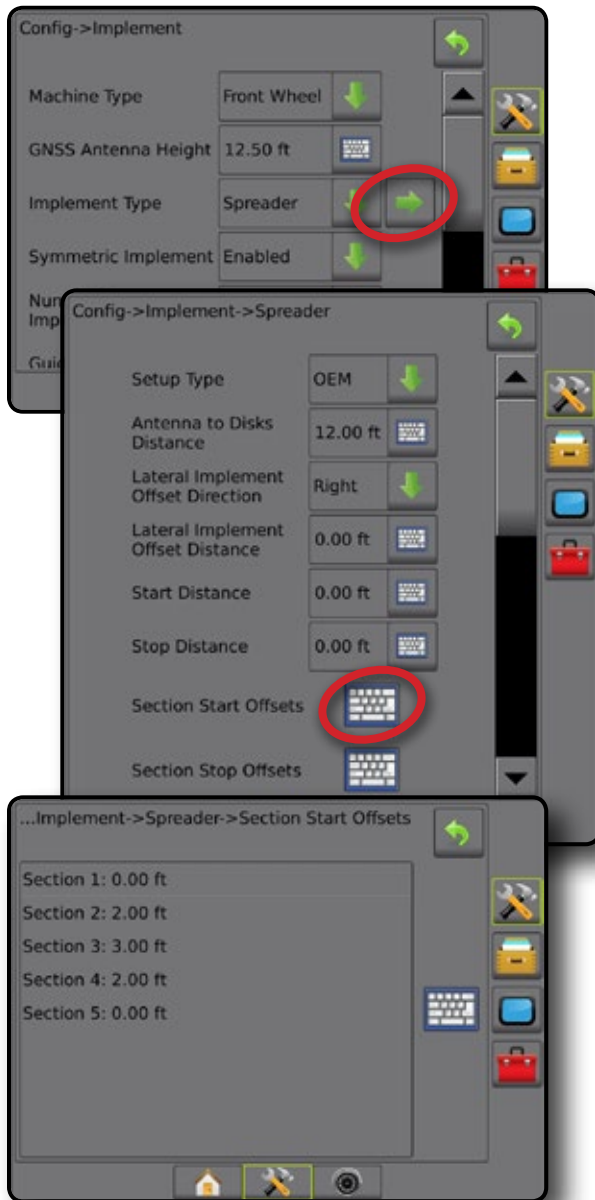 Config->Implement
Machine Type Front Wheel
GNSS Antenna Height 12.50 ft
Implement Type Spreader
Symmetric Implement Enabled
Config->Implement->Spreader
Setup Type OEM
Antenna to Disks
Distance 12.00 ft
Lateral Implement
Offset Direction Right
Lateral Implement
Offset Distance 0.00 ft
Start Distance 0.00 ft
Stop Distance 0.00 ft
Section Start Offsets
Section Stop Offsets
...Implement->Spreader->Section Start Offsets
Section 1: 0.00 ft
Section 2: 2.00 ft
Section 3: 3.00 ft
Section 4: 2.00 ft
Section 5: 0.00 ft